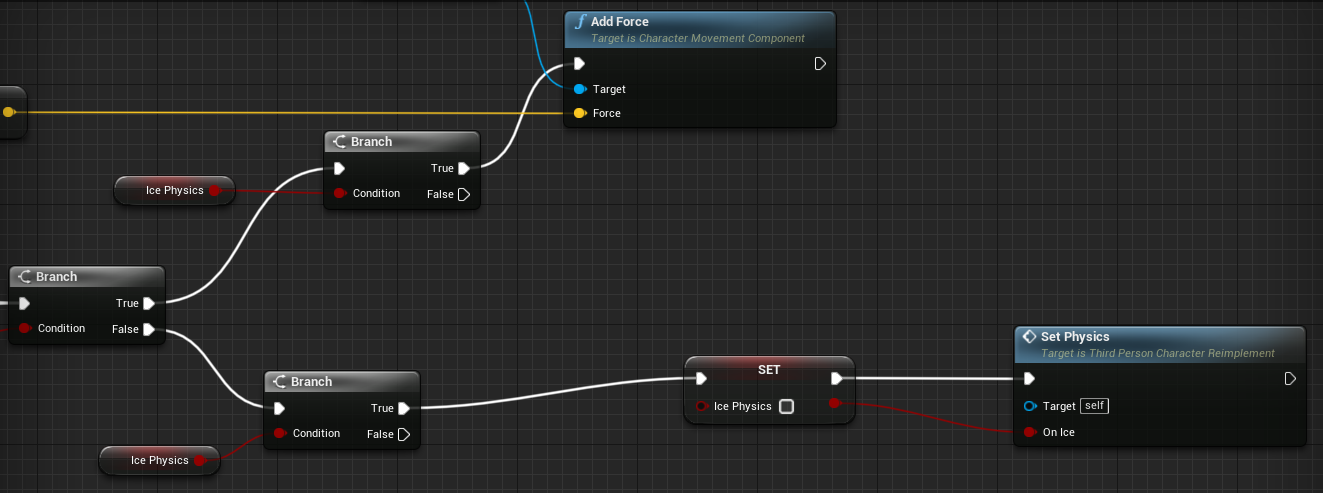 Add Force
Target is Character Movement Component
Target
Force
Branch
True
Condition
False
Ice Physics
Branch
True
Condition
False
Branch
True
Condition
False
Ice Physics
SET
Ice Physics
Set Physics
Target is Third Person Character Reimplement
Target self
On Ice